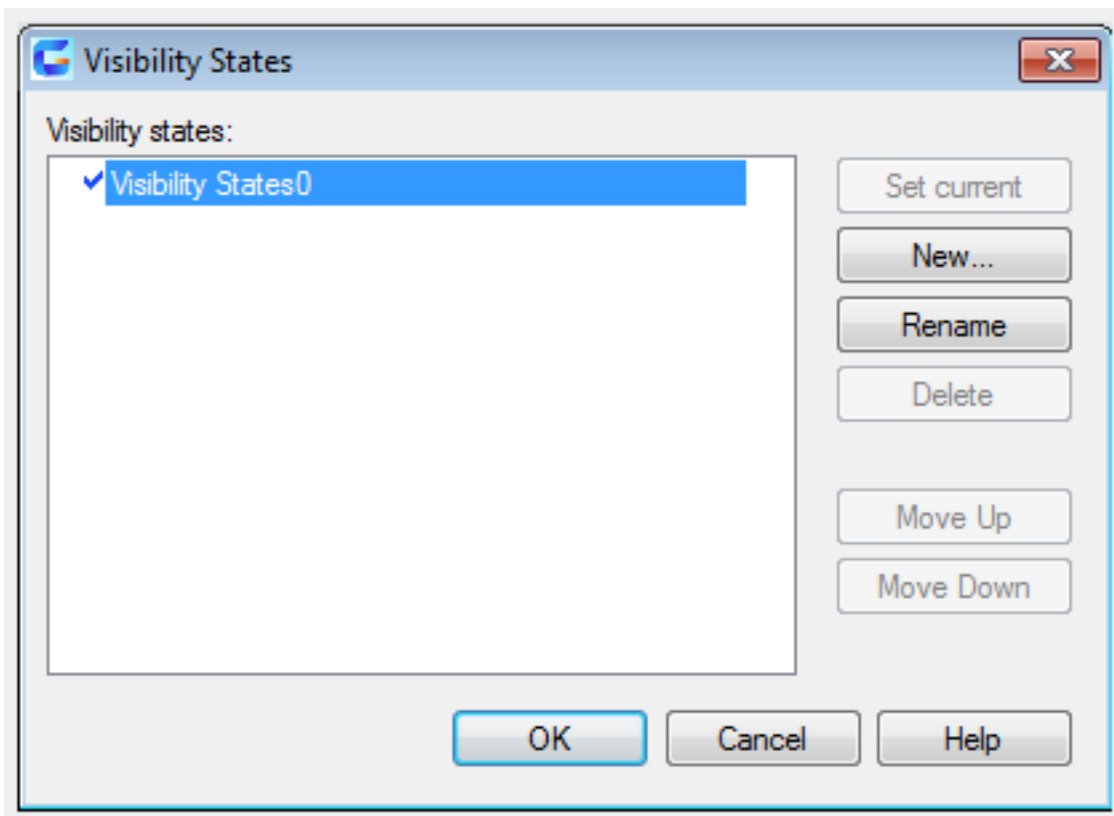 Visibility States
Visibility states:
Visibility States0
Set current
New...
Rename
Delete
Move Up
Move Down
OK
Cancel
Help